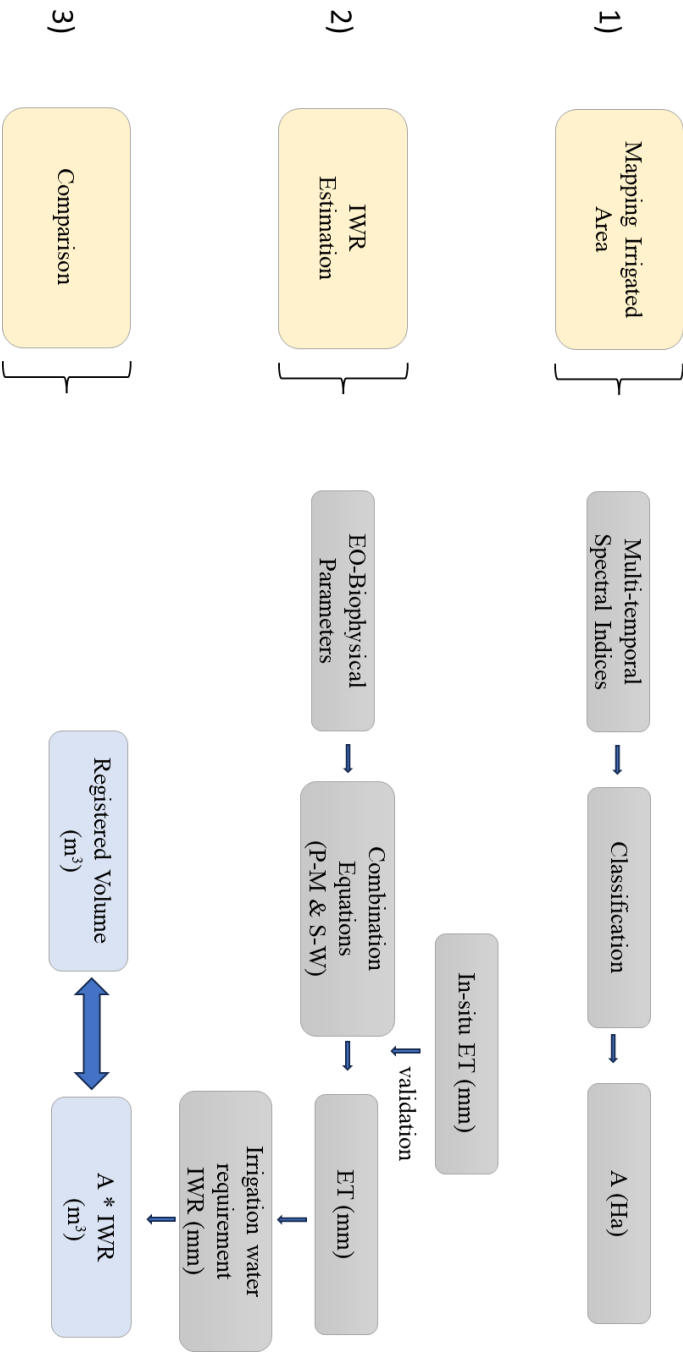 1)
Mapping Irrigated
Area
Multi-temporal
Spectral Indices
Classification
A (Ha)
2)
IWR
Estimation
EO-Biophysical
Parameters
Combination
Equations
(P-M & S-W)
In-situ ET (mm)
validation
ET (mm)
Irrigation water
requirement
IWR (mm)
3)
Comparison
Registered Volume
(m³)
A * IWR
(m³)